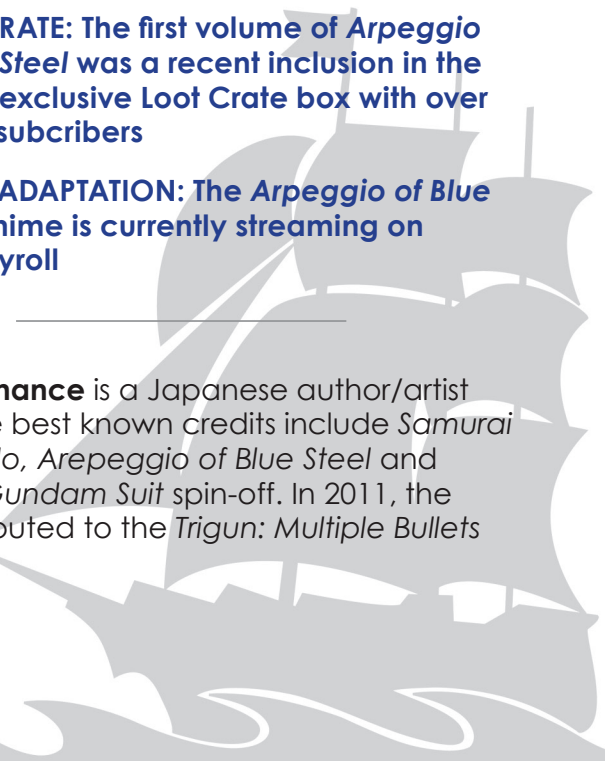 RATE: The first volume of Arpeggio
Steel was a recent inclusion in the
exclusive Loot Crate box with over
subcribers
ADAPTATION: The Arpeggio of Blue
nime is currently streaming on
yroll
nance is a Japanese author/artist
e best known credits include Samurai
lo, Arepeggio of Blue Steel and
Gundam Suit spin-off. In 2011, the
buted to the Trigun: Multiple Bullets